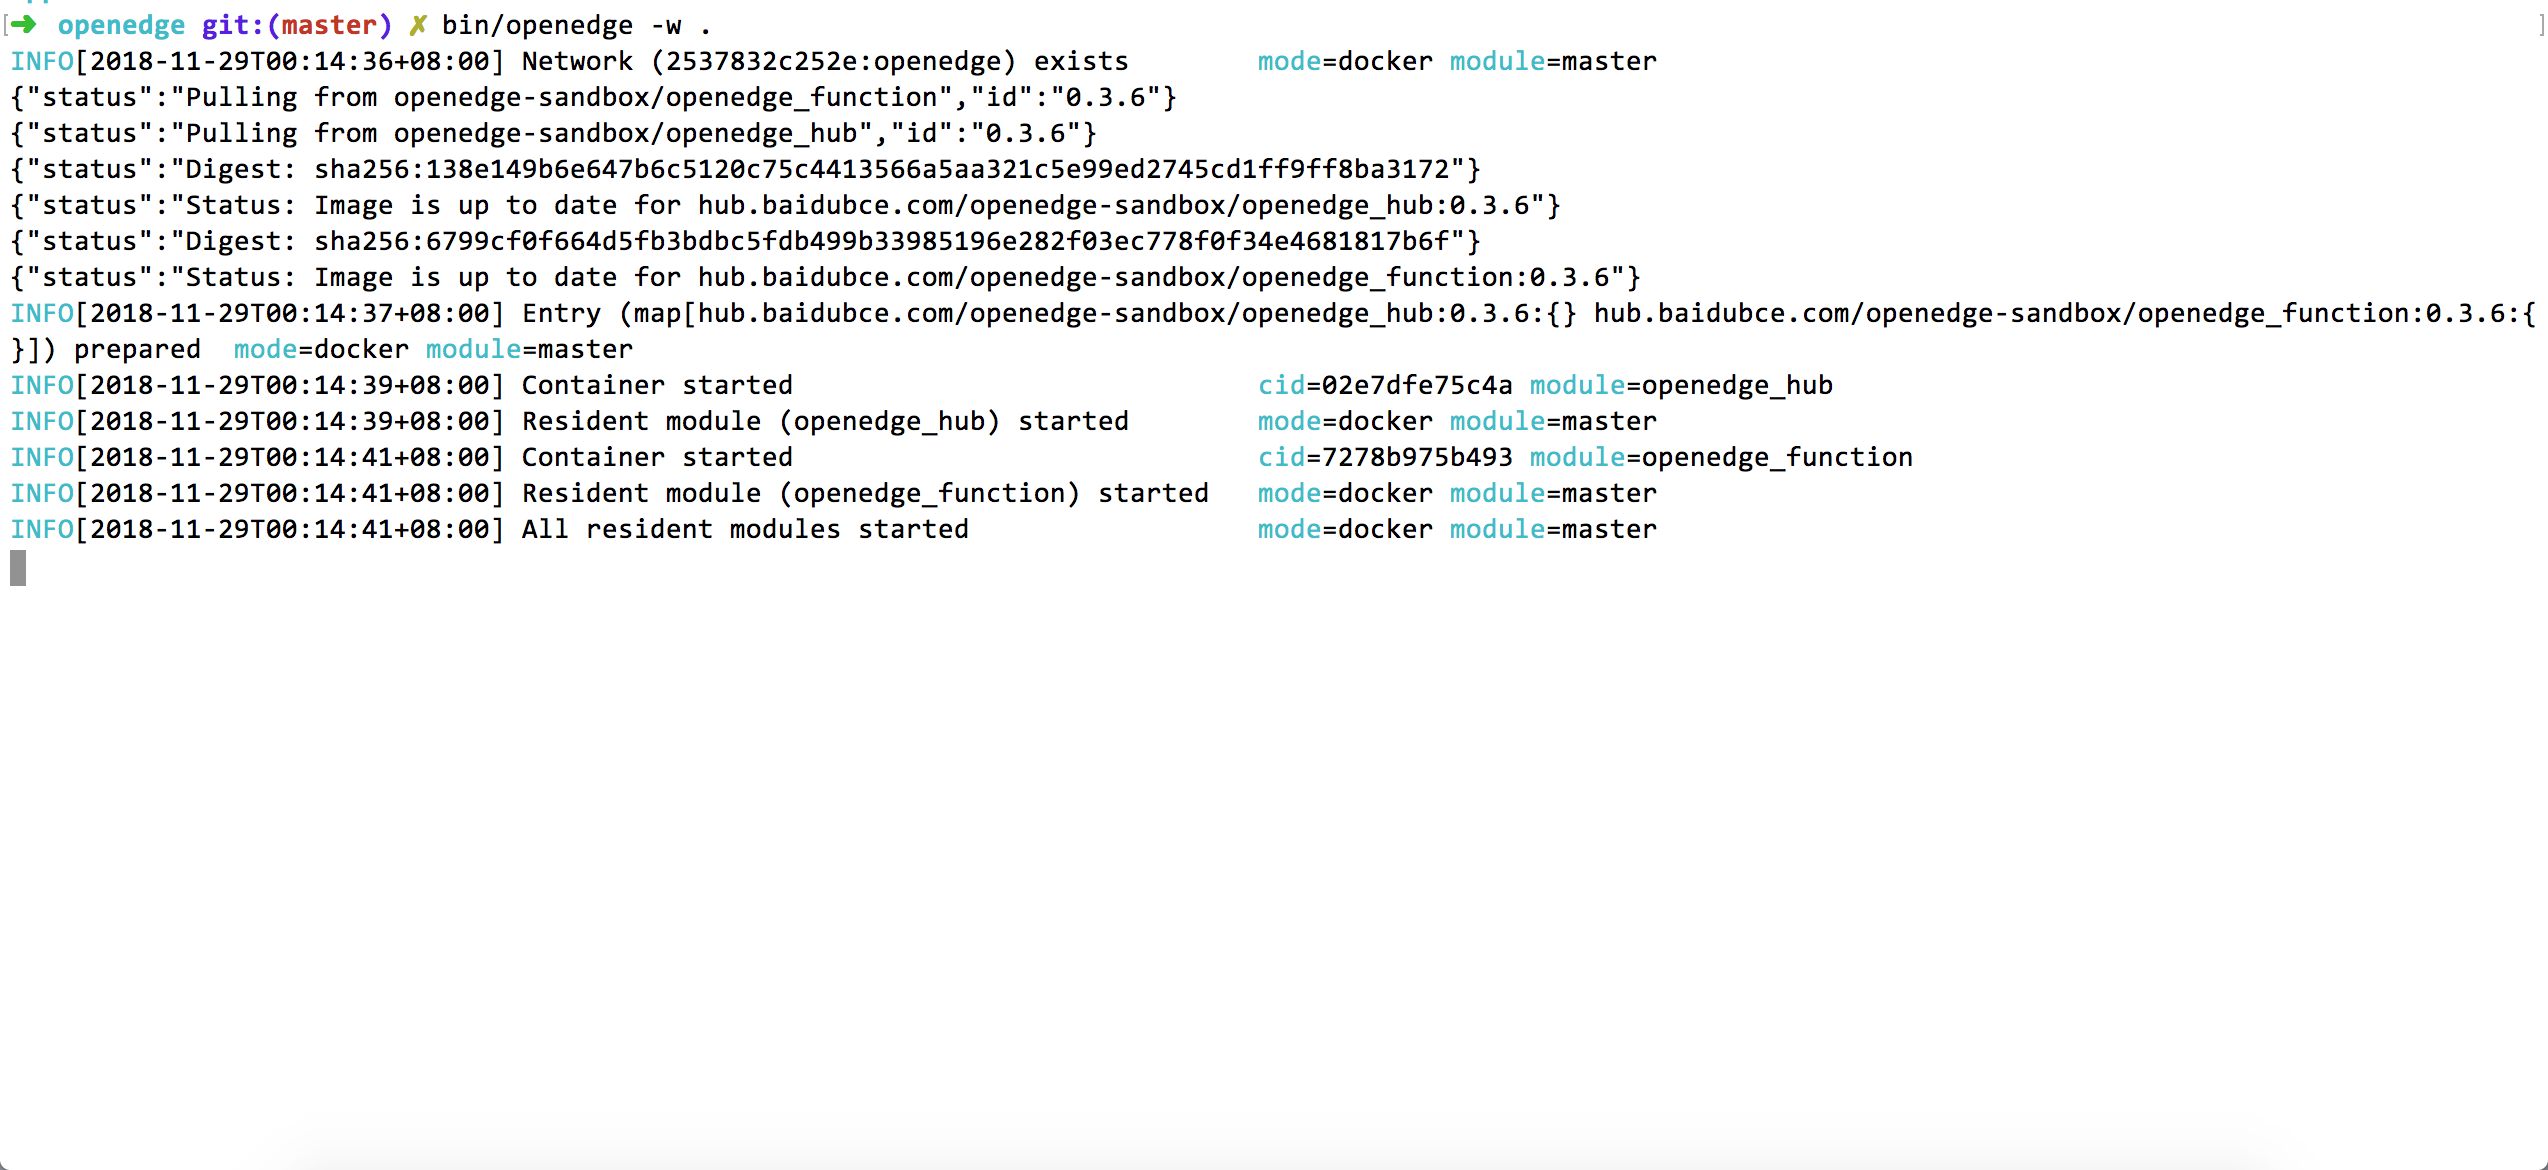 [➜ openedge git:(master) ✗ bin/openedge -w . ]
INFO[2018-11-29T00:14:36+08:00] Network (2537832c252e:openedge) exists mode=docker module=master
{"status":"Pulling from openedge-sandbox/openedge_function","id":"0.3.6"}
{"status":"Pulling from openedge-sandbox/openedge_hub","id":"0.3.6"}
{"status":"Digest: sha256:138e149b6e647b6c5120c75c4413566a5aa321c5e99ed2745cd1ff9ff8ba3172"}
{"status":"Status: Image is up to date for hub.baidubce.com/openedge-sandbox/openedge_hub:0.3.6"}
{"status":"Digest: sha256:6799cf0f664d5fb3bdbc5fdb499b33985196e282f03ec778f0f34e4681817b6f"}
{"status":"Status: Image is up to date for hub.baidubce.com/openedge-sandbox/openedge_function:0.3.6"}
INFO[2018-11-29T00:14:37+08:00] Entry (map[hub.baidubce.com/openedge-sandbox/openedge_hub:0.3.6:{} hub.baidubce.com/openedge-sandbox/openedge_function:0.3.6:{
}]) prepared mode=docker module=master
INFO[2018-11-29T00:14:39+08:00] Container started cid=02e7dfe75c4a module=openedge_hub
INFO[2018-11-29T00:14:39+08:00] Resident module (openedge_hub) started mode=docker module=master
INFO[2018-11-29T00:14:41+08:00] Container started cid=7278b975b493 module=openedge_function
INFO[2018-11-29T00:14:41+08:00] Resident module (openedge_function) started mode=docker module=master
INFO[2018-11-29T00:14:41+08:00] All resident modules started mode=docker module=master